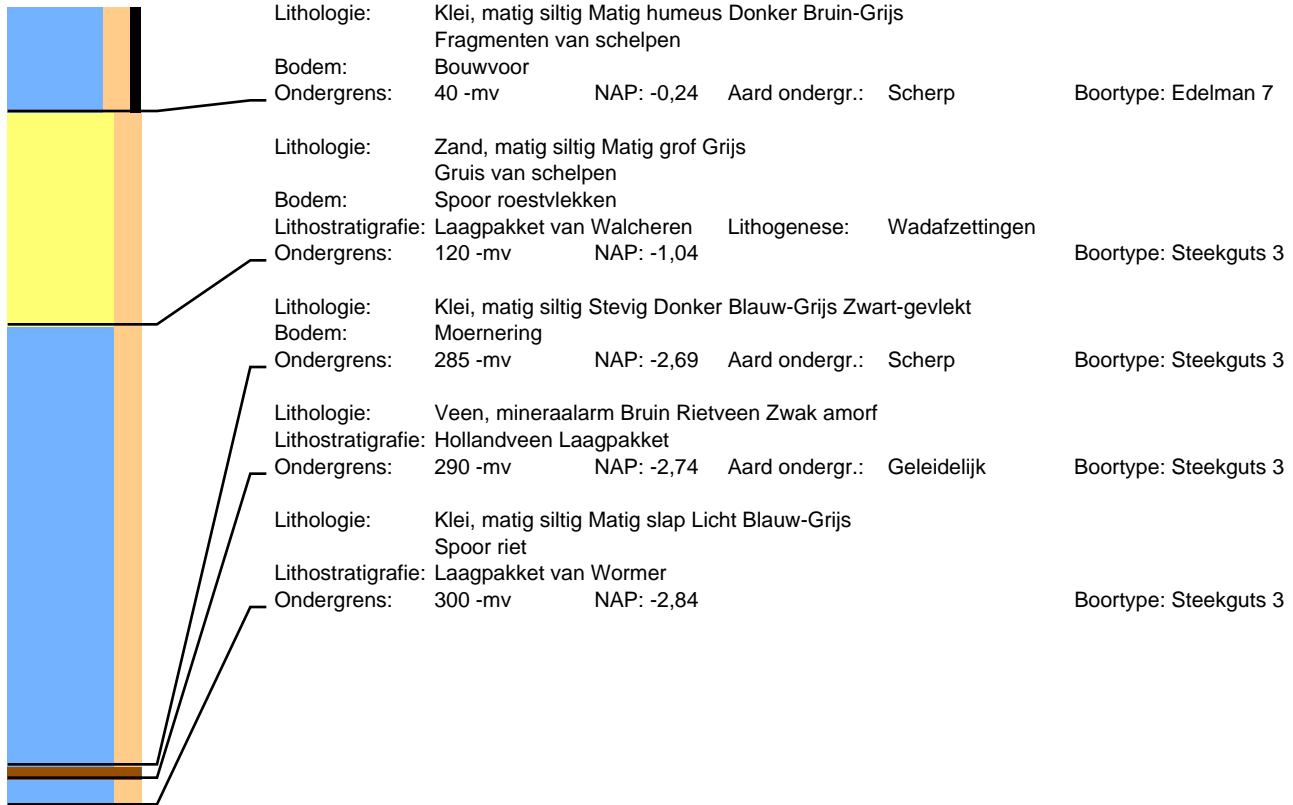 Lithologie: Klei, matig siltig Matig humeus Donker Bruin-Grijs
Fragmenten van schelpen
Bodem: Bouwvoor
Ondergrens: 40 -mv NAP: -0,24 Aard ondergr.: Scherp Boortype: Edelman 7
Lithologie: Zand, matig siltig Matig grof Grijs
Gruis van schelpen
Bodem: Spoor roestvlekken
Lithostratigrafie: Laagpakket van Walcheren Lithogenese: Wadafzettingen
Ondergrens: 120 -mv NAP: -1,04 Boortype: Steekguts 3
Lithologie: Klei, matig siltig Stevig Donker Blauw-Grijs Zwart-gevlekt
Bodem: Moernering
Ondergrens: 285 -mv NAP: -2,69 Aard ondergr.: Scherp Boortype: Steekguts 3
Lithologie: Veen, mineraalarm Bruin Rietveen Zwak amorf
Lithostratigrafie: Hollandveen Laagpakket
Ondergrens: 290 -mv NAP: -2,74 Aard ondergr.: Geleidelijk Boortype: Steekguts 3
Lithologie: Klei, matig siltig Matig slap Licht Blauw-Grijs
Spoor riet
Lithostratigrafie: Laagpakket van Wormer
Ondergrens: 300 -mv NAP: -2,84 Boortype: Steekguts 3